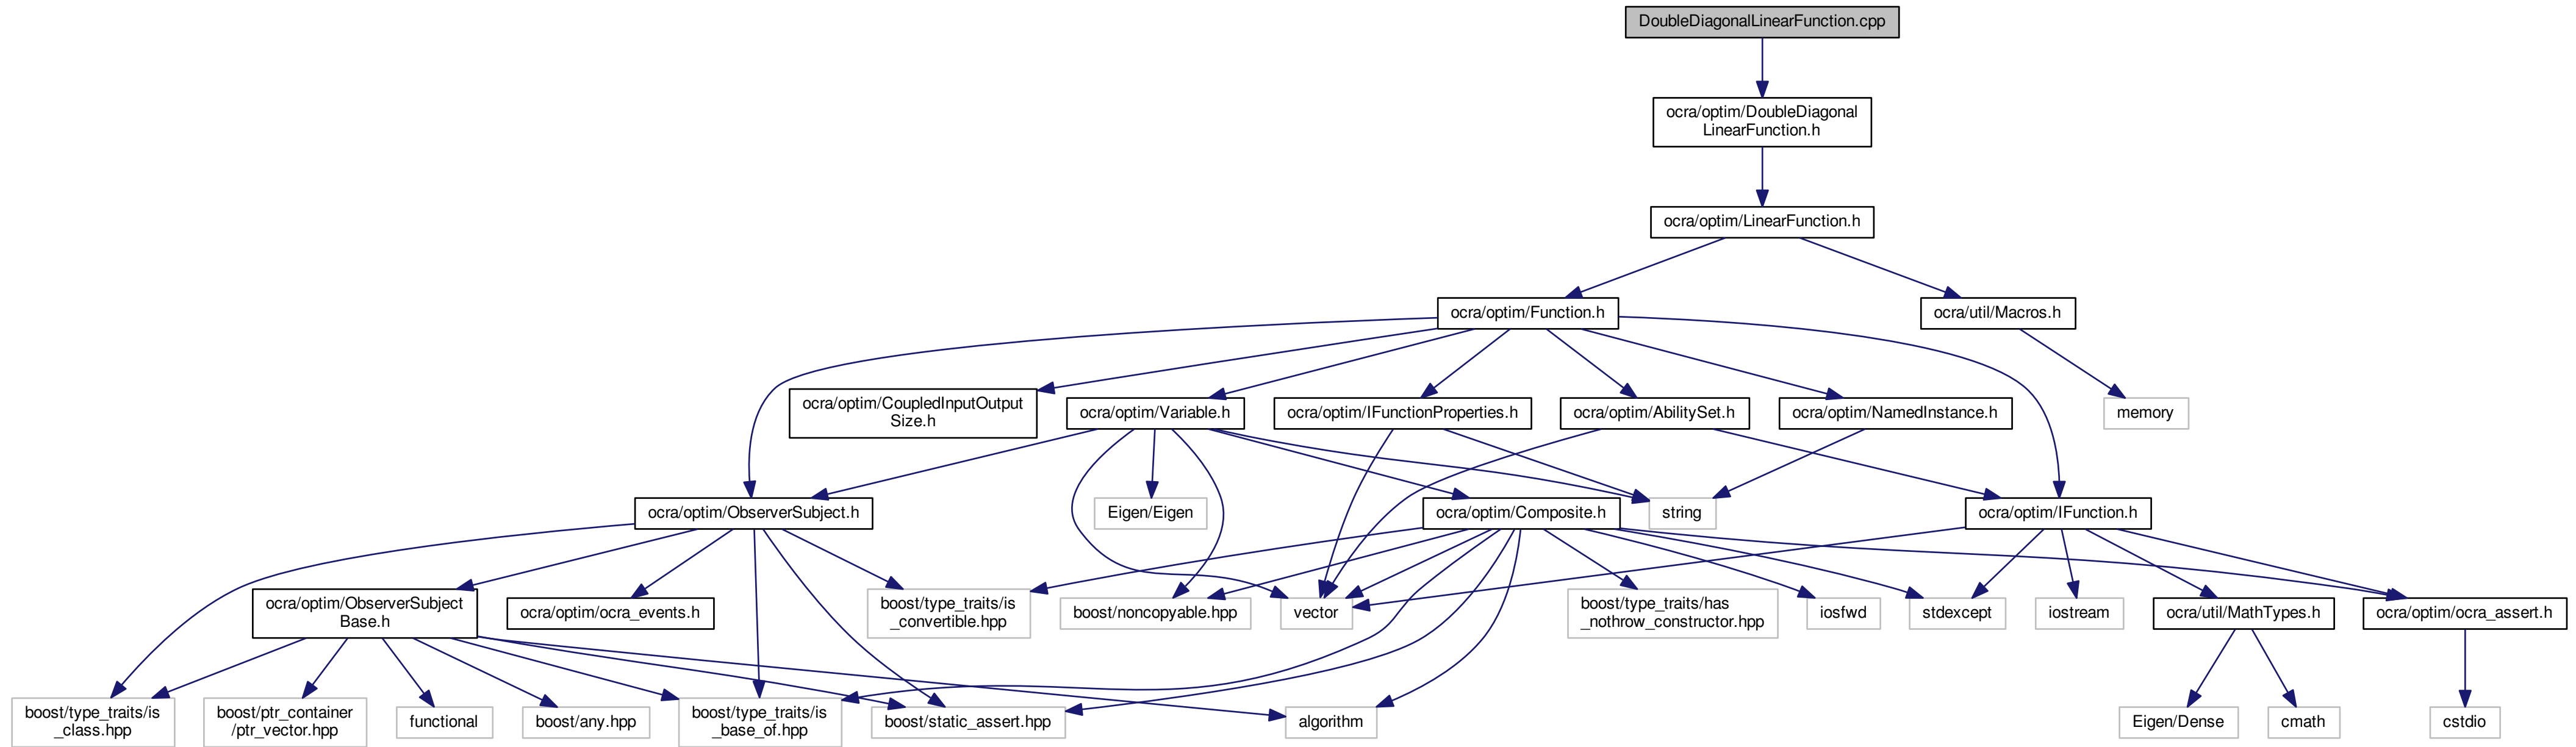 DoubleDiagonalLinearFunction.cpp
ocra/optim/DoubleDiagonal
LinearFunction.h
ocra/optim/LinearFunction.h
ocra/optim/Function.h
ocra/util/Macros.h
ocra/optim/CoupledInputOutput
Size.h
ocra/optim/Variable.h
ocra/optim/IFunctionProperties.h
ocra/optim/AbilitySet.h
ocra/optim/NamedInstance.h
memory
ocra/optim/ObserverSubject.h
Eigen/Eigen
ocra/optim/Composite.h
string
ocra/optim/IFunction.h
ocra/optim/ObserverSubject
Base.h
ocra/optim/ocra_events.h
boost/type_traits/is
_convertible.hpp
boost/noncopyable.hpp
vector
boost/type_traits/has
_nothrow_constructor.hpp
iosfwd
stdexcept
iostream
ocra/util/MathTypes.h
ocra/optim/ocra_assert.h
boost/type_traits/is
_class.hpp
boost/ptr_container
/ptr_vector.hpp
functional
boost/any.hpp
boost/type_traits/is
_base_of.hpp
boost/static_assert.hpp
algorithm
Eigen/Dense
cmath
cstdio